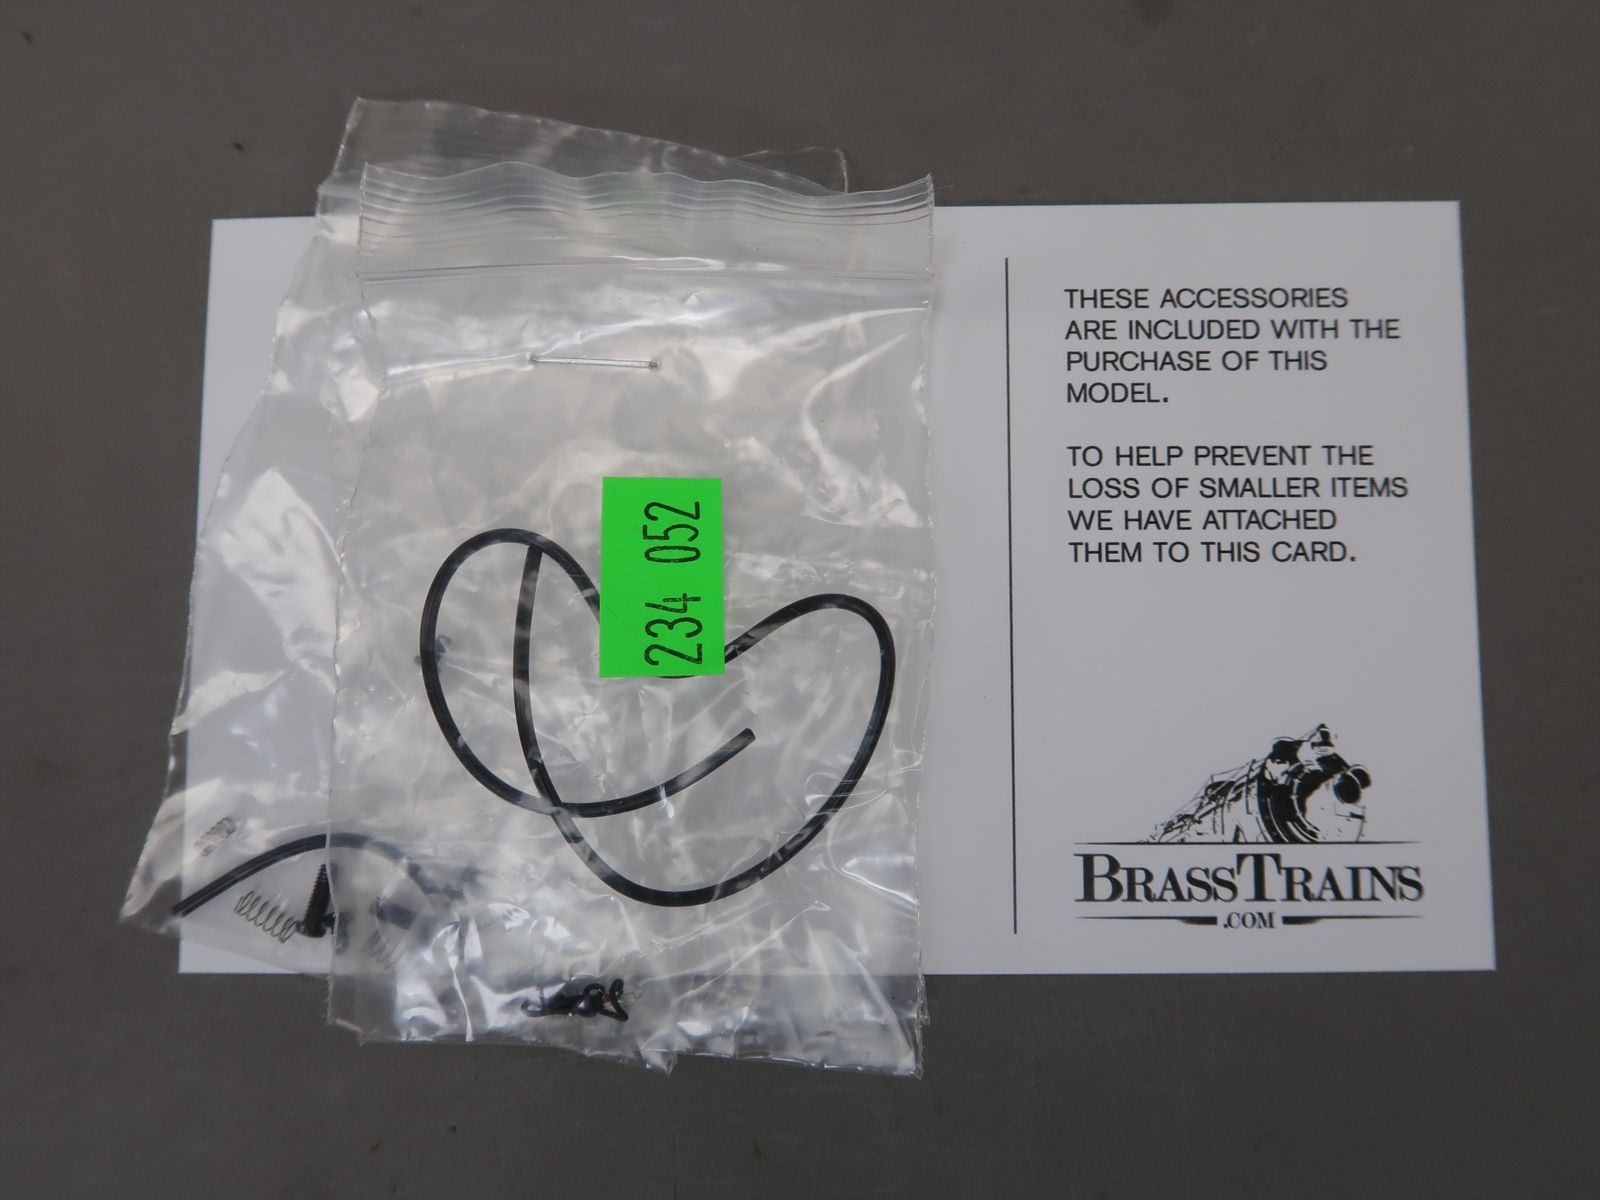 234 052
THESE ACCESSORIES
ARE INCLUDED WITH THE
PURCHASE OF THIS
MODEL.
TO HELP PREVENT THE
LOSS OF SMALLER ITEMS
WE HAVE ATTACHED
THEM TO THIS CARD.
BRASSTRAINS
.COM